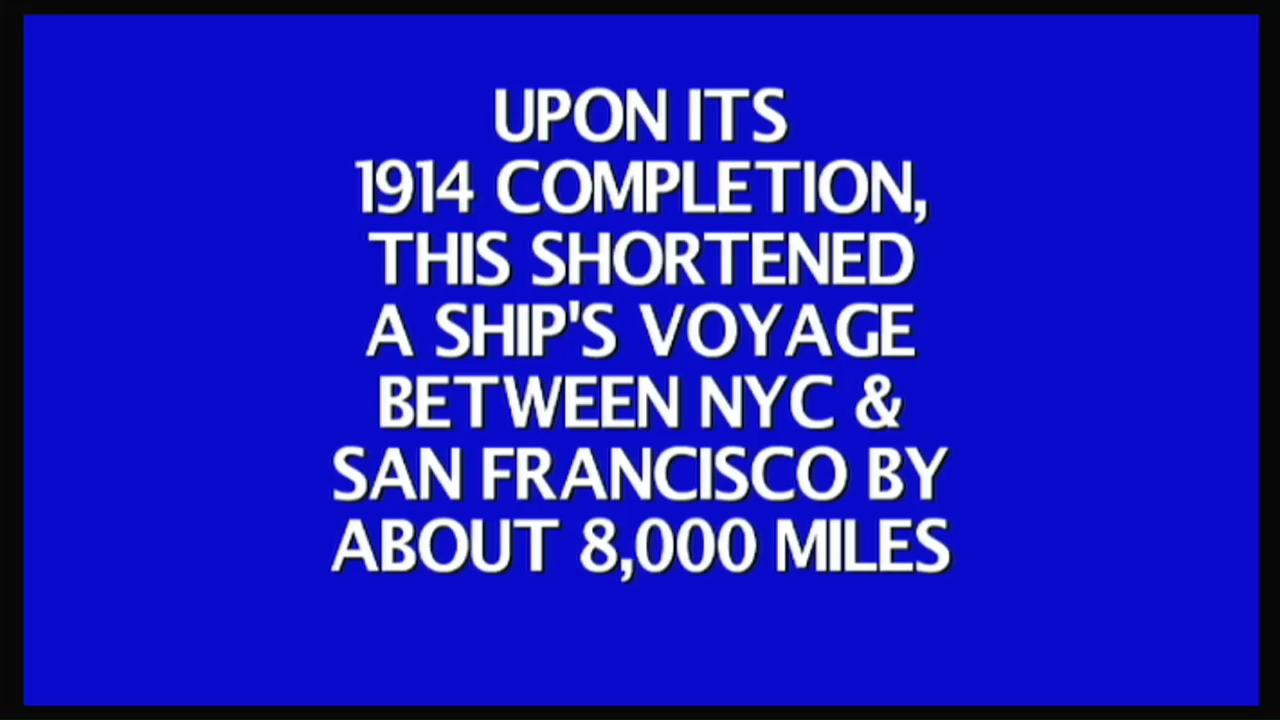 UPON ITS
1914 COMPLETION,
THIS SHORTENED
A SHIP'S VOYAGE
BETWEEN NYC &
SAN FRANCISCO BY
ABOUT 8,000 MILES